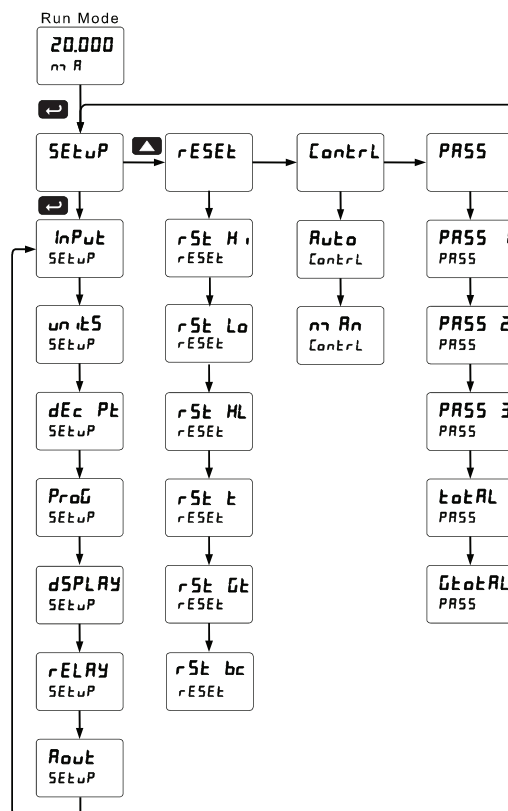 Run Mode
20.000
mA
SEtuP
rESEt
ContrL
PASS
InPut
SEtuP
rSt Hi
rESEt
Auto
ContrL
PASS 1
PASS
unitS
SEtuP
rSt Lo
rESEt
mAn
ContrL
PASS 2
PASS
dEc Pt
SEtuP
rSt HL
rESEt
PASS 3
PASS
ProG
SEtuP
rSt t
rESEt
totAL
PASS
dSPLAY
SEtuP
rSt Gt
rESEt
GtotAL
PASS
rELAY
SEtuP
rSt bc
rESEt
Aout
SEtuP